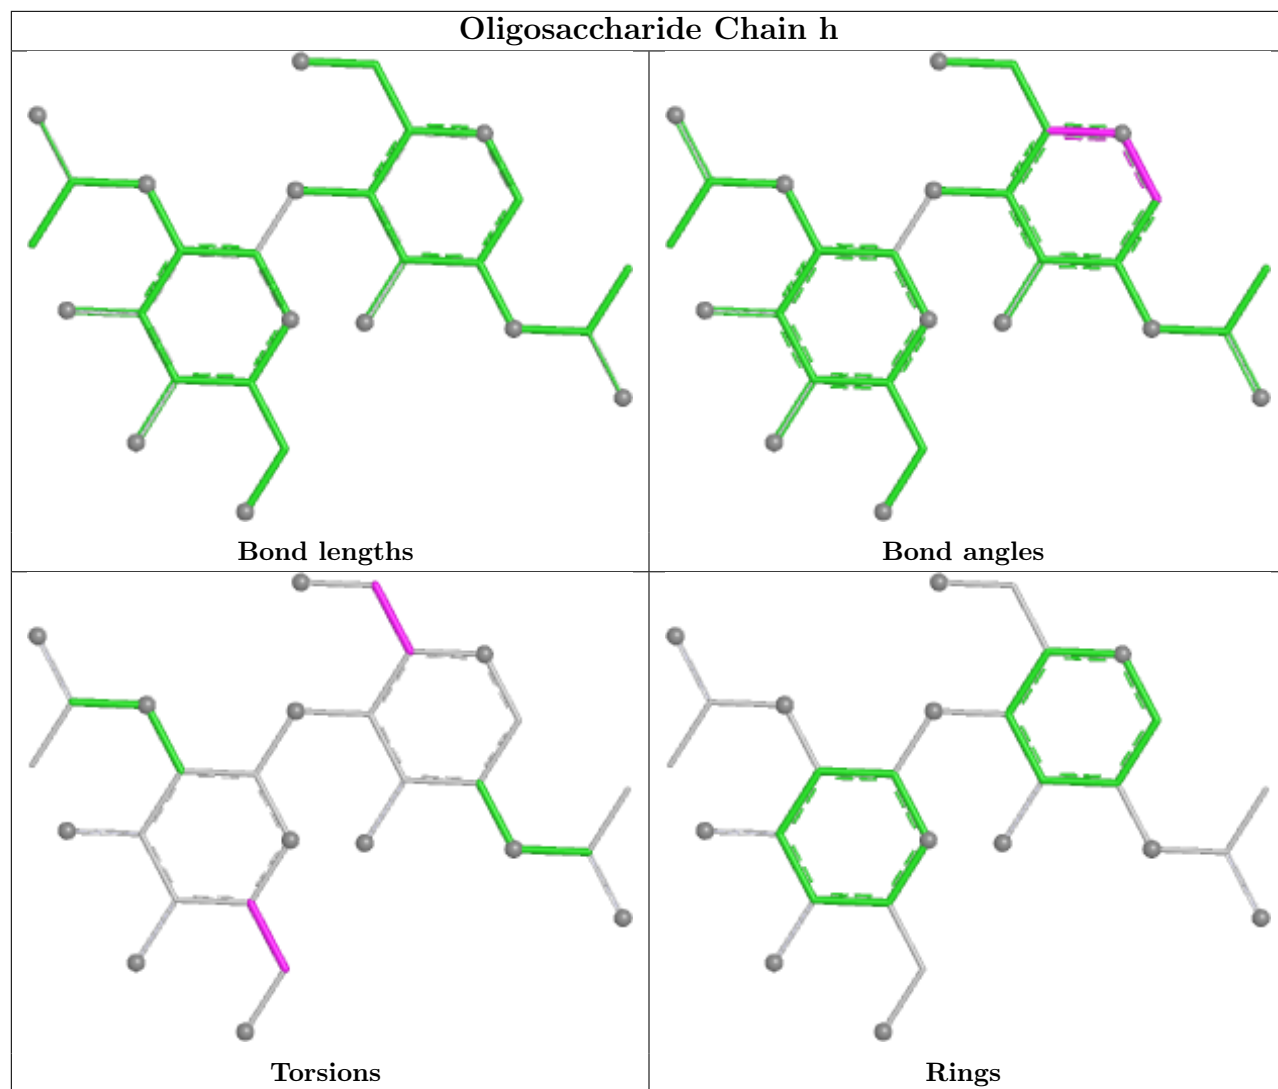 Oligosaccharide Chain h
Bond lengths
Bond angles
Torsions
Rings